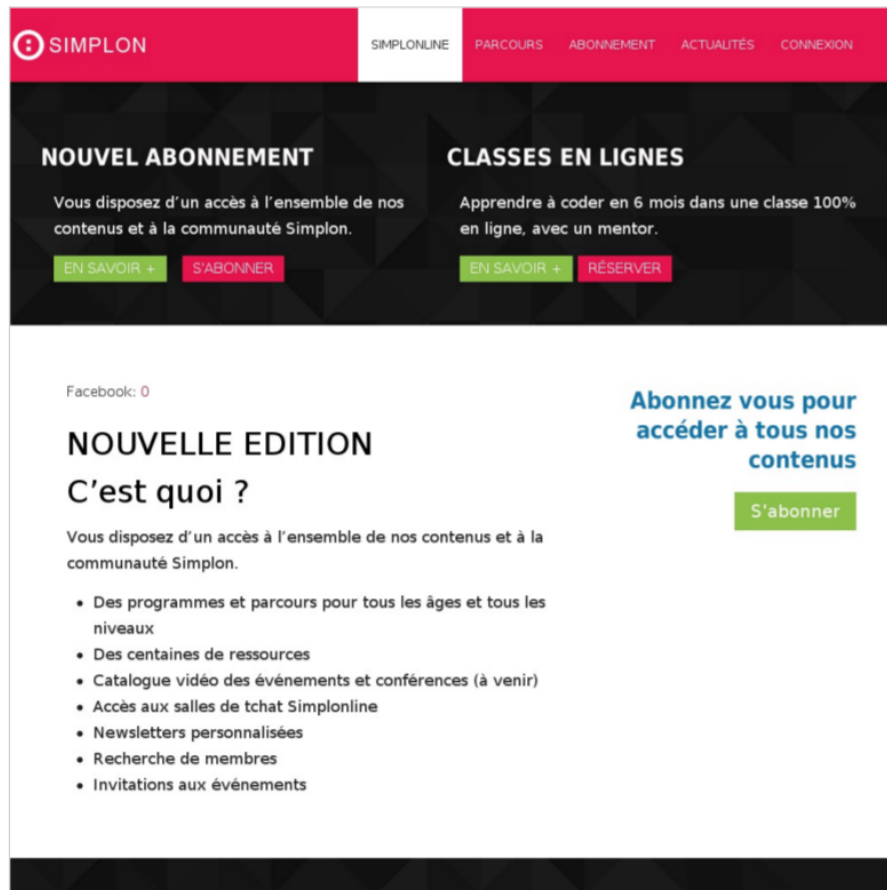 SIMPLON
SIMPLONLINE PARCOURS ABONNEMENT ACTUALITÉS CONNEXION
NOUVEL ABONNEMENT
Vous disposez d'un accès à l'ensemble de nos
contenus et à la communauté Simplon.
EN SAVOIR + S'ABONNER
CLASSES EN LIGNES
Apprendre à coder en 6 mois dans une classe 100%
en ligne, avec un mentor.
EN SAVOIR + RÉSERVER
Facebook: 0
NOUVELLE EDITION
C'est quoi ?
Vous disposez d'un accès à l'ensemble de nos contenus et à la
communauté Simplon.
• Des programmes et parcours pour tous les âges et tous les
niveaux
• Des centaines de ressources
• Catalogue vidéo des événements et conférences (à venir)
• Accès aux salles de tchat Simplonline
• Newsletters personnalisées
• Recherche de membres
• Invitations aux événements
Abonnez vous pour
accéder à tous nos
contenus
S'abonner